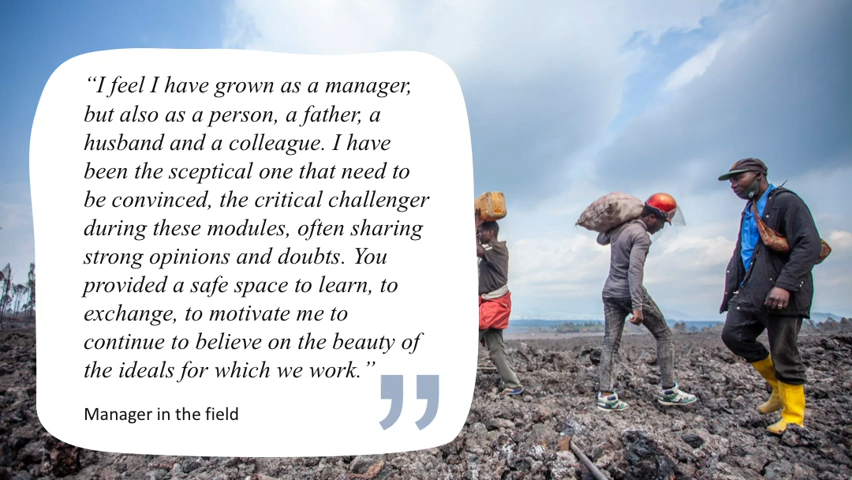 “I feel I have grown as a manager,
but also as a person, a father, a
husband and a colleague. I have
been the sceptical one that need to
be convinced, the critical challenger
during these modules, often sharing
strong opinions and doubts. You
provided a safe space to learn, to
exchange, to motivate me to
continue to believe on the beauty of
the ideals for which we work.”
Manager in the field